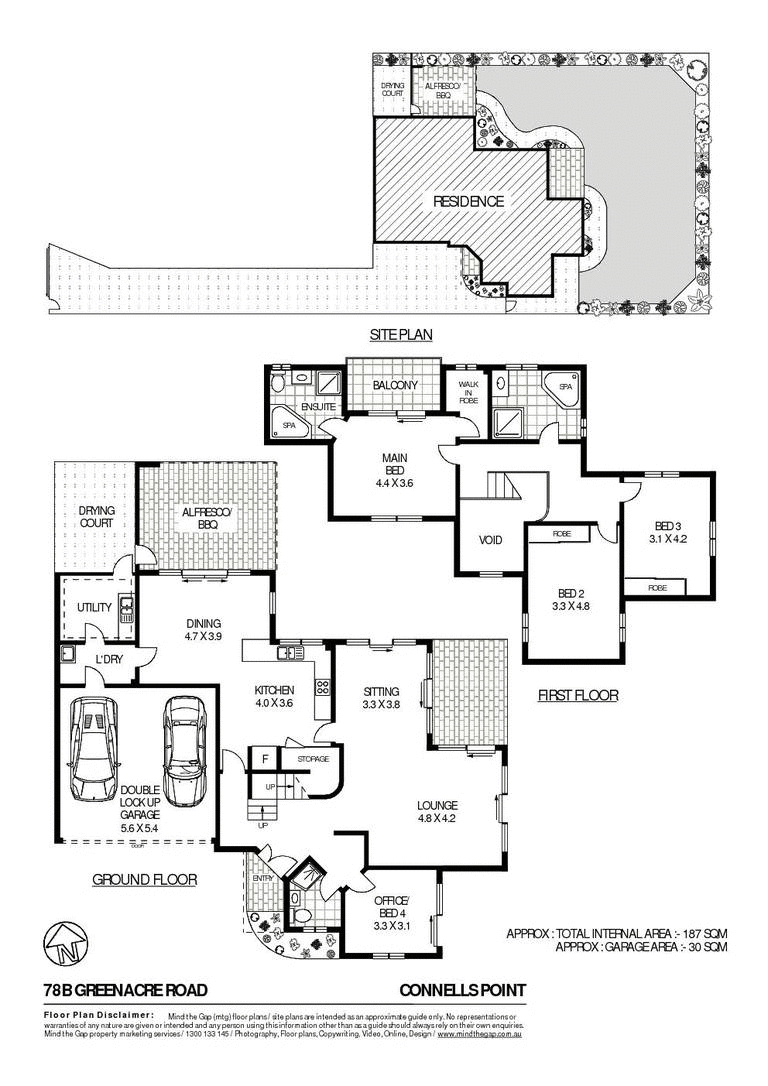 DRYING
COURT
ALFRESCO/
BBQ
RESIDENCE
SITE PLAN
ENSUITE
SPA
BALCONY
WALK
IN
ROBE
SPA
MAIN
BED
4.4 X 3.6
VOID
ROBE
BED 2
3.3 X 4.8
BED 3
3.1 X 4.2
ROBE
FIRST FLOOR
DRYING
COURT
ALFRESCO/
BBQ
UTILITY
L'DRY
DINING
4.7 X 3.9
KITCHEN
4.0 X 3.6
SITTING
3.3 X 3.8
F
STORAGE
UP
UP
LOUNGE
4.8 X 4.2
DOUBLE
LOCK UP
GARAGE
5.6 X 5.4
DOOR
ENTRY
OFFICE/
BED 4
3.3 X 3.1
GROUND FLOOR
N
APPROX : TOTAL INTERNAL AREA :- 187 SQM
APPROX : GARAGE AREA :- 30 SQM
78B GREENACRE ROAD
CONNELLS POINT
Floor Plan Disclaimer: Mind the Gap (mtg) floor plans / site plans are intended as an approximate guide only. No representations or
warranties of any nature are given or intended and any person using this information other than as a guide should always rely on their own enquiries.
Mind the Gap property marketing services / 1300 133 145 / Photography, Floor plans, Copywriting, Video, Online, Design / www.mindthegap.com.au